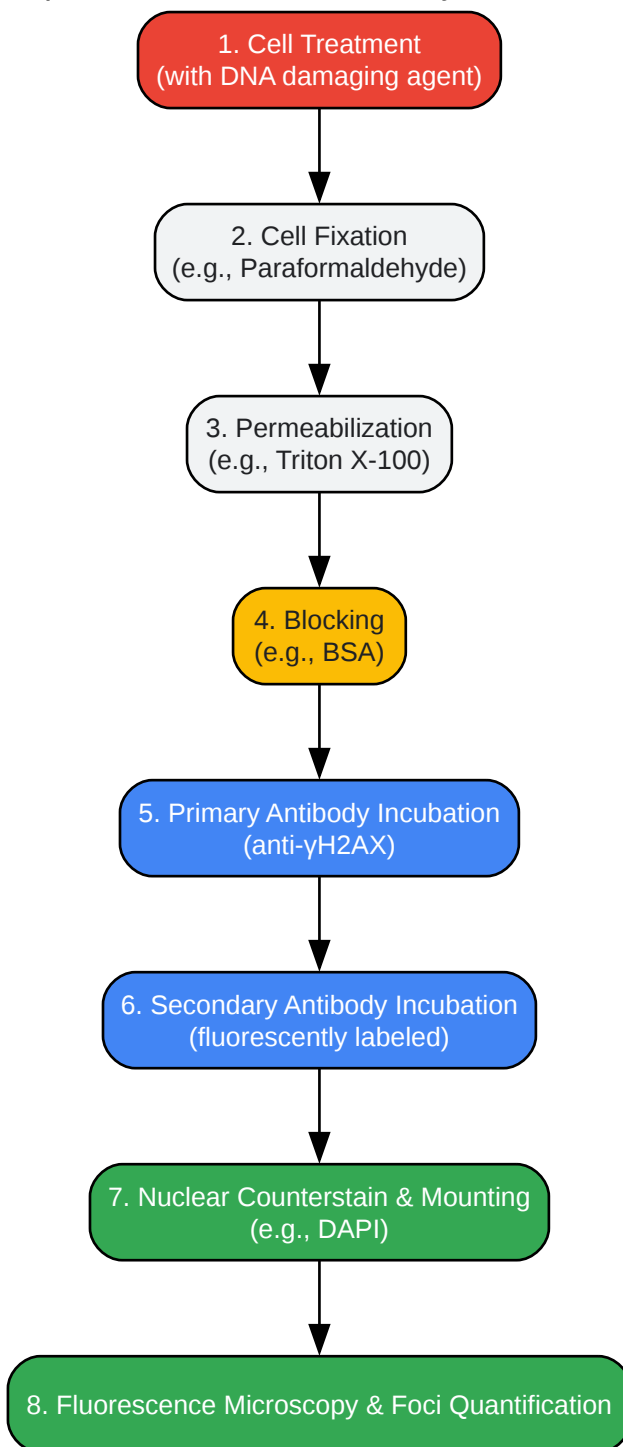 1. Cell Treatment
(with DNA damaging agent)
2. Cell Fixation
(e.g., Paraformaldehyde)
3. Permeabilization
(e.g., Triton X-100)
4. Blocking
(e.g., BSA)
5. Primary Antibody Incubation
(anti-γH2AX)
6. Secondary Antibody Incubation
(fluorescently labeled)
7. Nuclear Counterstain & Mounting
(e.g., DAPI)
8. Fluorescence Microscopy & Foci Quantification